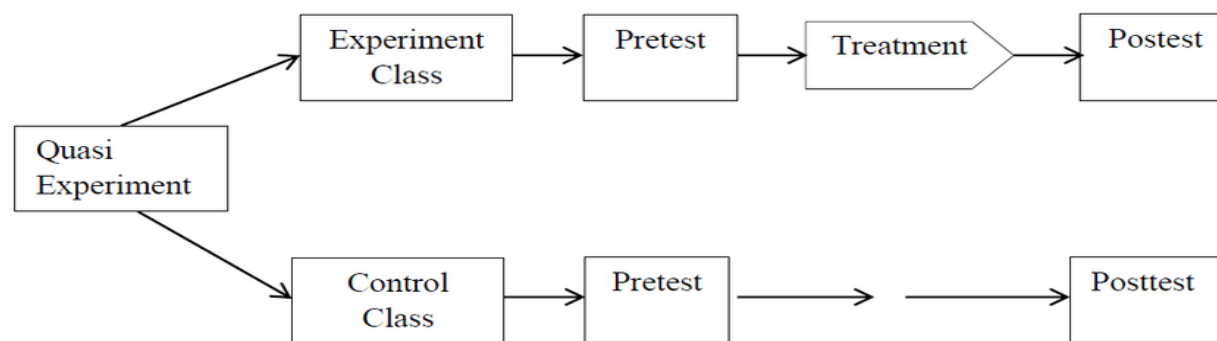 Experiment
Class
Pretest
Treatment
Postest
Quasi
Experiment
Control
Class
Pretest
Posttest